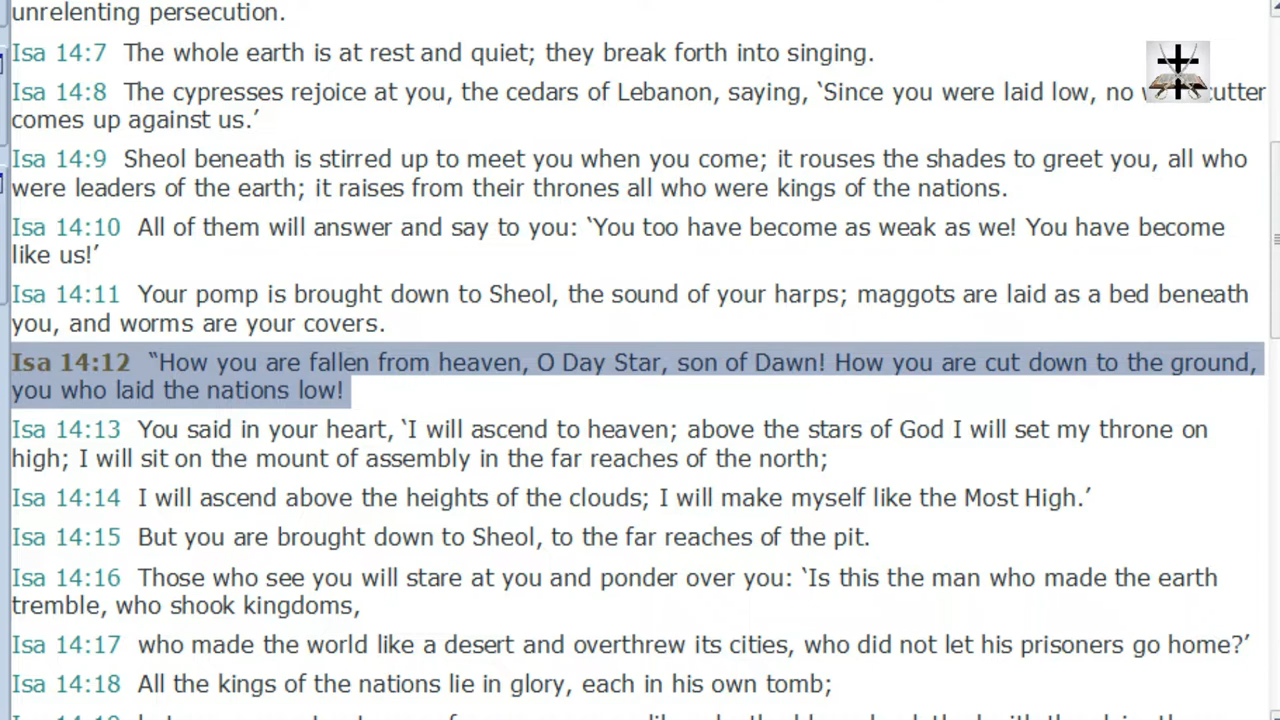 unrelenting persecution.
Isa 14:7 The whole earth is at rest and quiet; they break forth into singing.
Isa 14:8 The cypresses rejoice at you, the cedars of Lebanon, saying, ‘Since you were laid low, no
comes up against us.’
Isa 14:9 Sheol beneath is stirred up to meet you when you come; it rouses the shades to greet you, all who
were leaders of the earth; it raises from their thrones all who were kings of the nations.
Isa 14:10 All of them will answer and say to you: ‘You too have become as weak as we! You have become
like us!’
Isa 14:11 Your pomp is brought down to Sheol, the sound of your harps; maggots are laid as a bed beneath
you, and worms are your covers.
Isa 14:12 “How you are fallen from heaven, O Day Star, son of Dawn! How you are cut down to the ground,
you who laid the nations low!
Isa 14:13 You said in your heart, ‘I will ascend to heaven; above the stars of God I will set my throne on
high; I will sit on the mount of assembly in the far reaches of the north;
Isa 14:14 I will ascend above the heights of the clouds; I will make myself like the Most High.’
Isa 14:15 But you are brought down to Sheol, to the far reaches of the pit.
Isa 14:16 Those who see you will stare at you and ponder over you: ‘Is this the man who made the earth
tremble, who shook kingdoms,
Isa 14:17 who made the world like a desert and overthrew its cities, who did not let his prisoners go home?’
Isa 14:18 All the kings of the nations lie in glory, each in his own tomb;